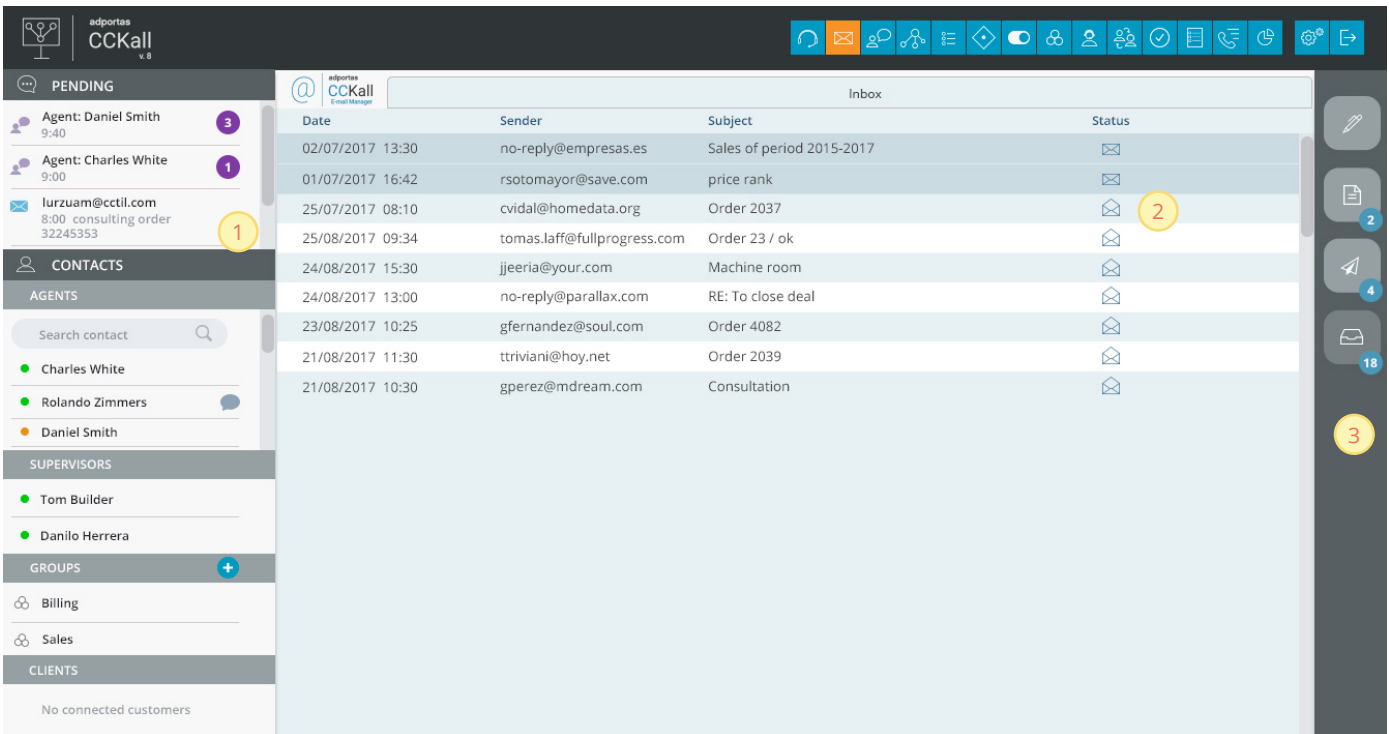 adportas
CCKall
v. 8
PENDING
Agent: Daniel Smith
9:40
3
Agent: Charles White
9:00
1
lurzuam@cctil.com
8:00 consulting order
32245353
1
CONTACTS
AGENTS
Search contact
Charles White
Rolando Zimmers
Daniel Smith
SUPERVISORS
Tom Builder
Danilo Herrera
GROUPS
Billing
Sales
CLIENTS
No connected customers
@ adportas
CCKall
E-mail Manager
Inbox
Date Sender Subject Status
02/07/2017 13:30 no-reply@empresas.es Sales of period 2015-2017
01/07/2017 16:42 rsotomayor@save.com price rank
25/07/2017 08:10 cvidal@homedata.org Order 2037
2
25/08/2017 09:34 tomas.laff@fullprogress.com Order 23 / ok
24/08/2017 15:30 jjeeria@your.com Machine room
24/08/2017 13:00 no-reply@parallax.com RE: To close deal
23/08/2017 10:25 gfernandez@soul.com Order 4082
21/08/2017 11:30 ttriviani@hoy.net Order 2039
21/08/2017 10:30 gperez@mdream.com Consultation
2
4
18
3